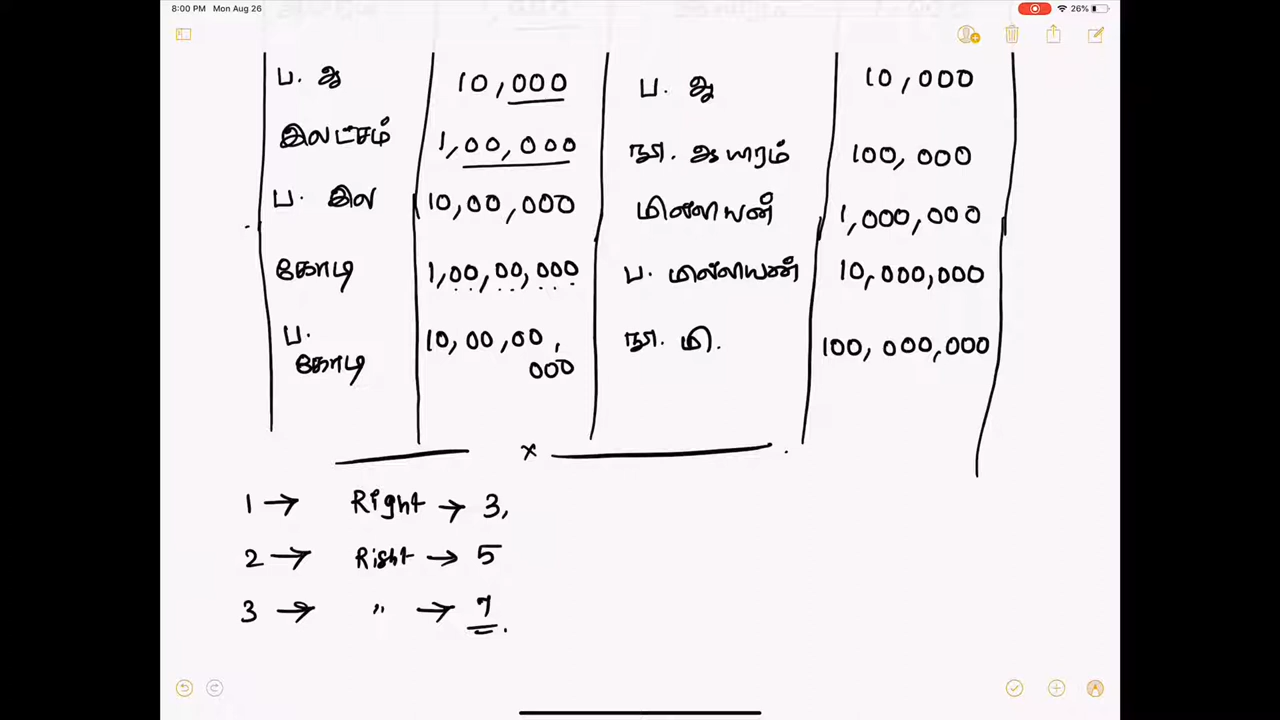 8:00 PM Mon Aug 26 26%
ப. ஆ 10,000 ப. ஆ 10,000
இலட்சம் 1,00,000 நூ. ஆயரம் 100,000
ப. இல 10,00,000 மில்லியன் 1,000,000
கோடி 1,00,00,000 ப. மில்லியன் 10,000,000
ப. 10,00,00, நூ. மி. 100,000,000
கோடி 000
x
1 → Right → 3,
2 → Right → 5
3 → " → 7.